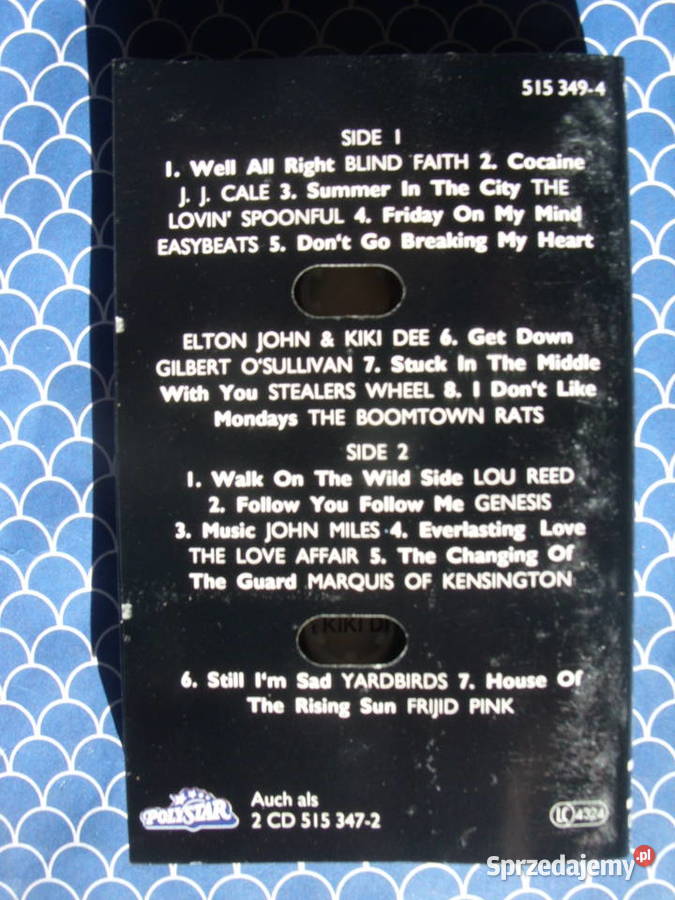 515 349-4
SIDE 1
1. Well All Right BLIND FAITH 2. Cocaine
J. J. CALE 3. Summer In The City THE
LOVIN' SPOONFUL 4. Friday On My Mind
EASYBEATS 5. Don't Go Breaking My Heart
ELTON JOHN & KIKI DEE 6. Get Down
GILBERT O'SULLIVAN 7. Stuck In The Middle
With You STEALERS WHEEL 8. I Don't Like
Mondays THE BOOMTOWN RATS
SIDE 2
1. Walk On The Wild Side LOU REED
2. Follow You Follow Me GENESIS
3. Music JOHN MILES 4. Everlasting Love
THE LOVE AFFAIR 5. The Changing Of
The Guard MARQUIS OF KENSINGTON
KIKI D
6. Still I'm Sad YARDBIRDS 7. House Of
The Rising Sun FRIJID PINK
POLYSTAR
Auch als
2 CD 515 347-2
LC 4324
Sprzedajemy.pl